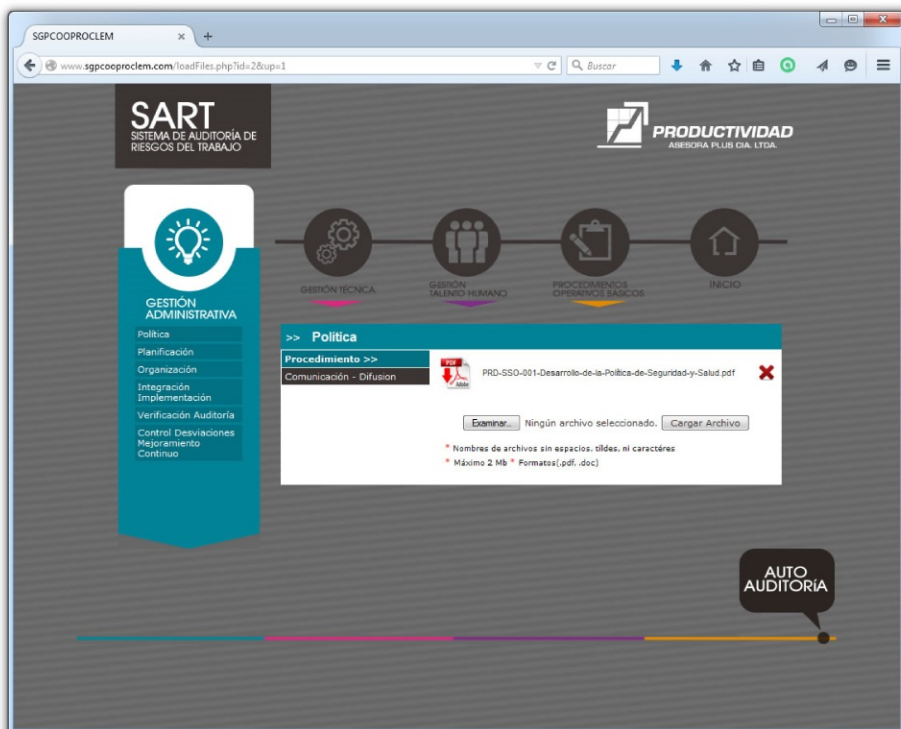 SGPCOOPROCLEM
www.sgpcooproclem.com/loadFiles.php?id=2&up=1
Buscar
SART
SISTEMA DE AUDITORÍA DE
RIESGOS DEL TRABAJO
PRODUCTIVIDAD
ASESORA PLUS CIA. LTDA.
GESTIÓN TÉCNICA
GESTIÓN
TALENTO HUMANO
PROCEDIMIENTOS
OPERATIVOS BÁSICOS
INICIO
GESTIÓN
ADMINISTRATIVA
Política
Planificación
Organización
Integración
Implementación
Verificación Auditoría
Control Desviaciones
Mejoramiento
Continuo
>> Política
Procedimiento >>
Comunicación - Difusion
PDF
Adobe
PRD-SSO-001-Desarrollo-de-la-Politica-de-Seguridad-y-Salud.pdf
Examinar... Ningún archivo seleccionado. Cargar Archivo
* Nombres de archivos sin espacios, tildes, ni caractéres
* Máximo 2 Mb * Formatos(.pdf, .doc)
AUTO
AUDITORíA